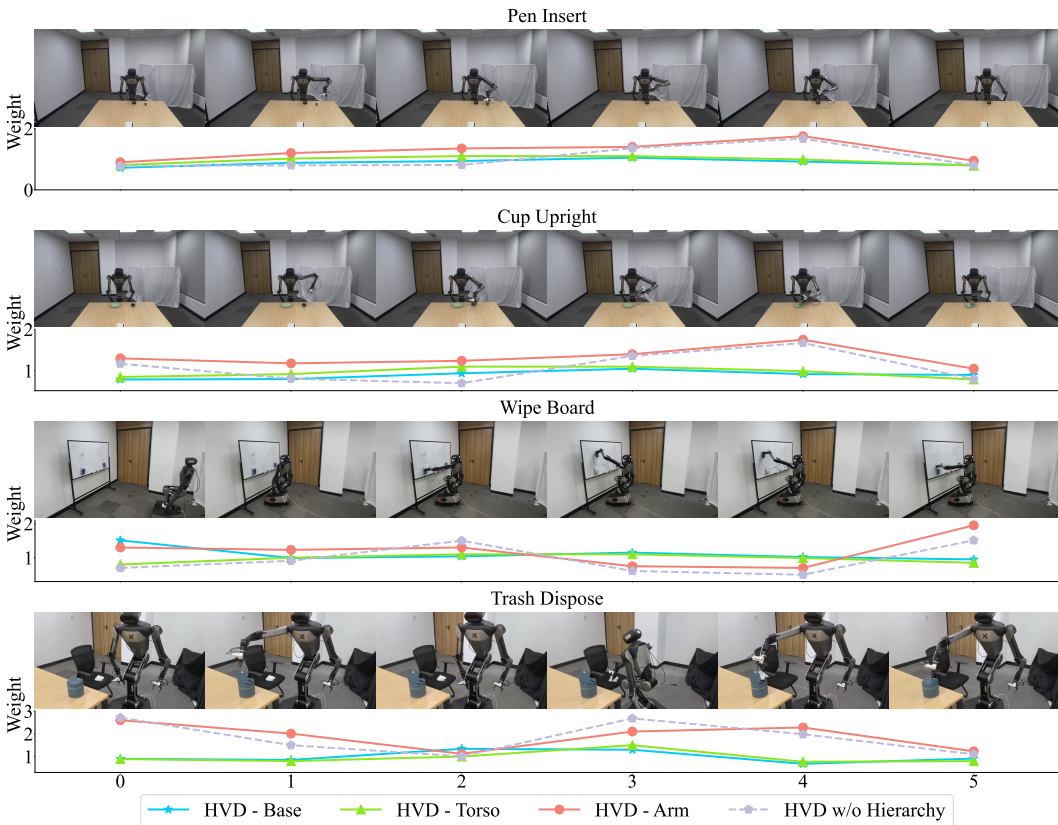 Pen Insert
Weight
2
0
Cup Upright
Weight
2
1
Wipe Board
Weight
2
1
Trash Dispose
X
X
X
X
X
Weight
3
2
1
0 1 2 3 4 5
HVD - Base HVD - Torso HVD - Arm HVD w/o Hierarchy